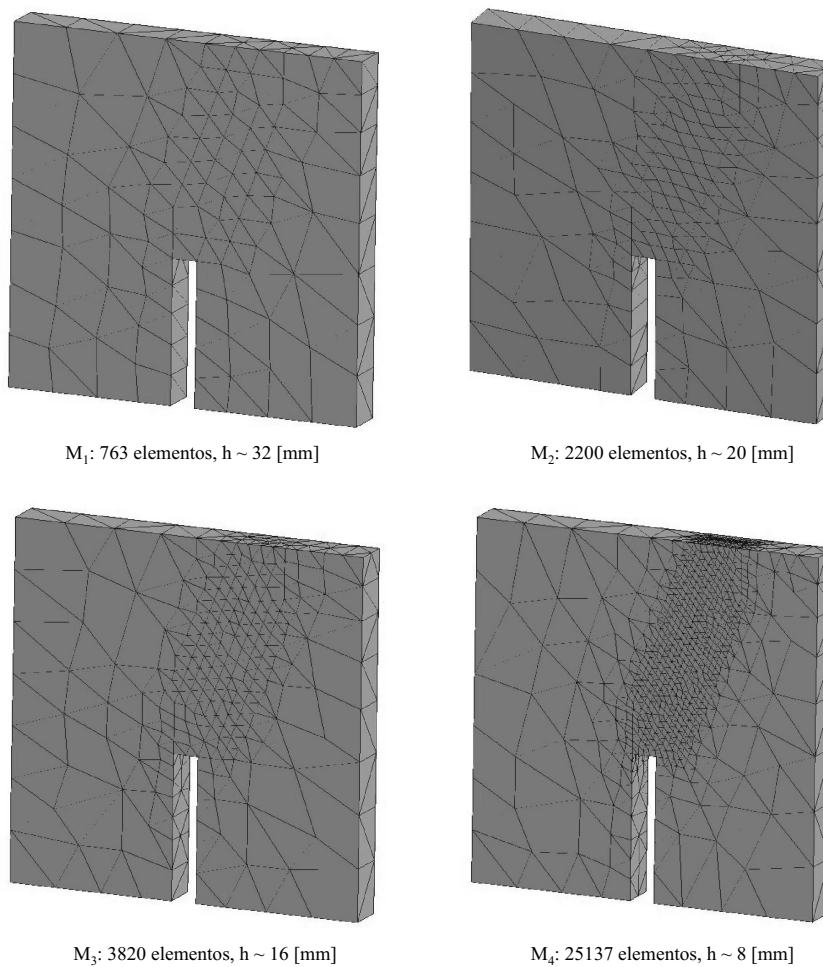 M₁: 763 elementos, h ~ 32 [mm]
M₂: 2200 elementos, h ~ 20 [mm]
M₃: 3820 elementos, h ~ 16 [mm]
M₄: 25137 elementos, h ~ 8 [mm]